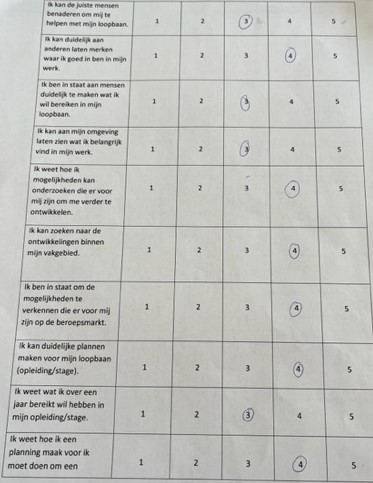 Ik kan de juiste mensen
benaderen om mij te
helpen met mijn loopbaan.
1 2 3 4 5
Ik kan duidelijk aan
anderen laten merken
waar ik goed in ben in mijn
werk.
1 2 3 4 5
Ik ben in staat aan mensen
duidelijk te maken wat ik
wil bereiken in mijn
loopbaan.
1 2 3 4 5
Ik kan aan mijn omgeving
laten zien wat ik belangrijk
vind in mijn werk.
1 2 3 4 5
Ik weet hoe ik
mogelijkheden kan
onderzoeken die er voor
mij zijn om me verder te
ontwikkelen.
1 2 3 4 5
Ik kan zoeken naar de
ontwikkelingen binnen
mijn vakgebied.
1 2 3 4 5
Ik ben in staat om de
mogelijkheden te
verkennen die er voor mij
zijn op de beroepsmarkt.
1 2 3 4 5
Ik kan duidelijke plannen
maken voor mijn loopbaan
(opleiding/stage).
1 2 3 4 5
Ik weet wat ik over een
jaar bereikt wil hebben in
mijn opleiding/stage.
1 2 3 4 5
Ik weet hoe ik een
planning maak voor ik
moet doen om een
1 2 3 4 5